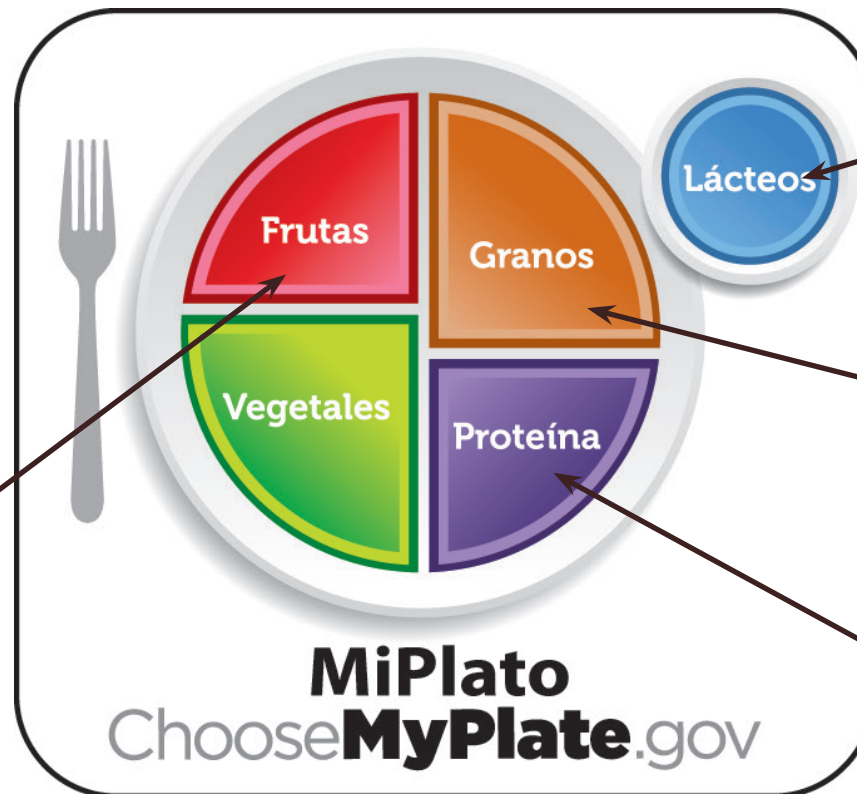 Lácteos
Frutas
Granos
Vegetales
Proteína
MiPlato
ChooseMyPlate.gov